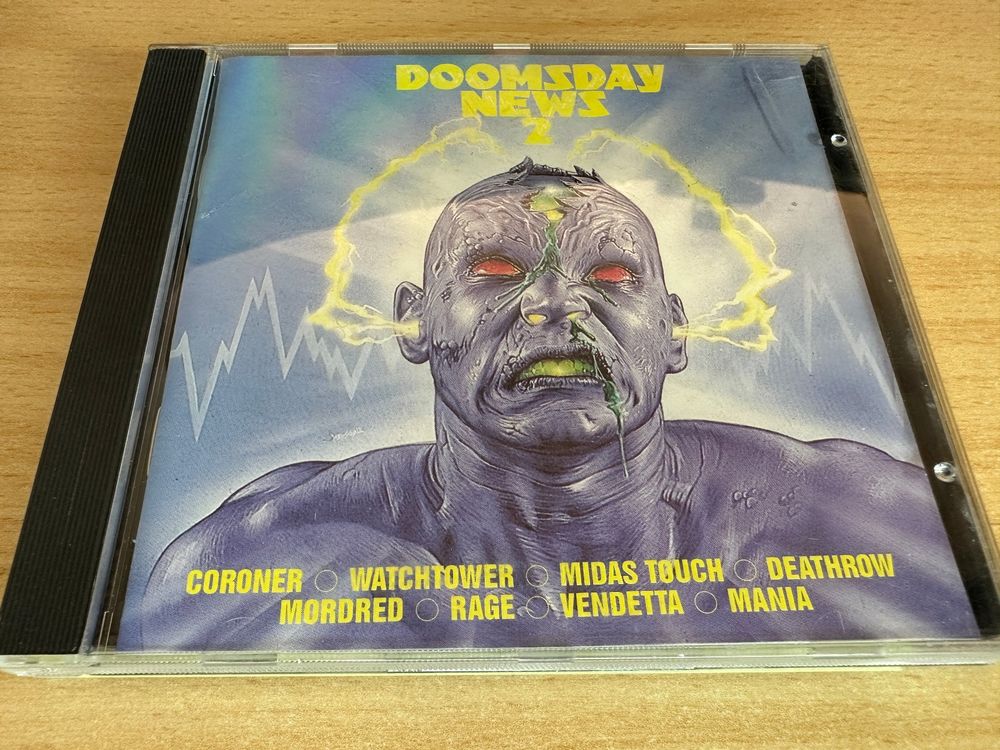 DOOMSDAY
NEWS
2
CORONER ○ WATCHTOWER ○ MIDAS TOUCH ○ DEATHROW
MORDRED ○ RAGE ○ VENDETTA ○ MANIA